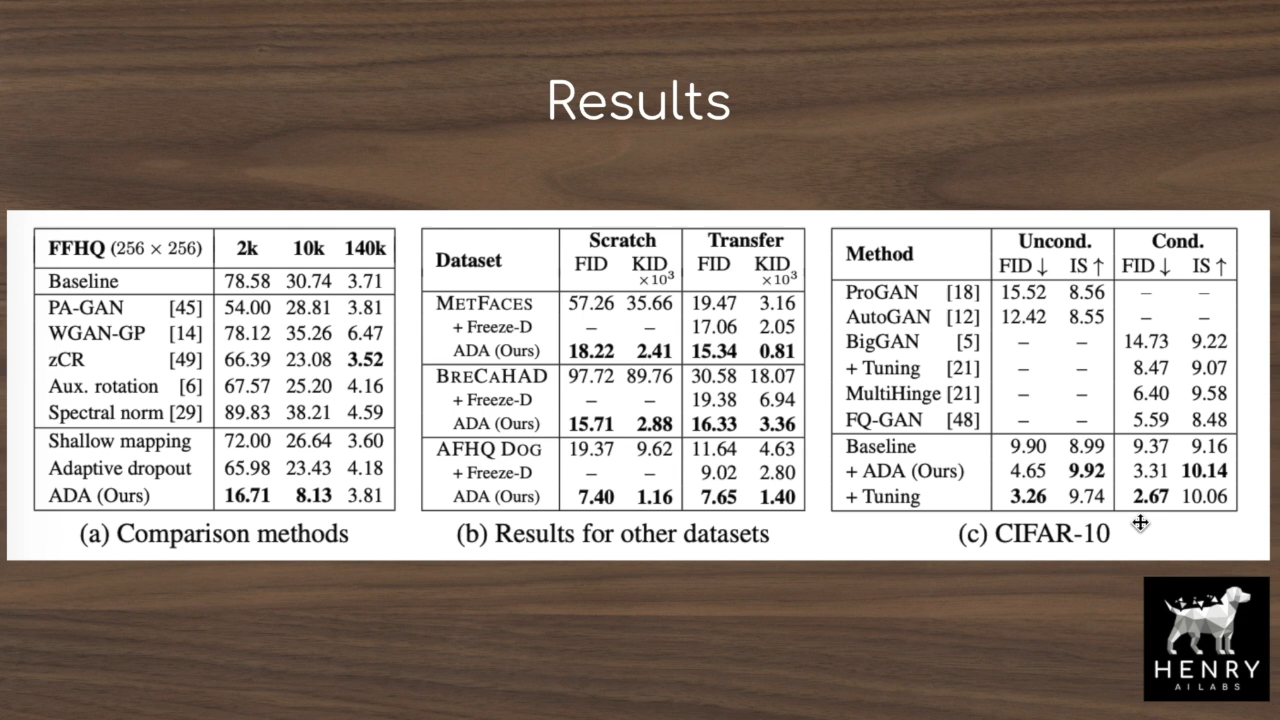 Results
FFHQ (256 × 256) 2k 10k 140k
Baseline 78.58 30.74 3.71
PA-GAN [45] 54.00 28.81 3.81
WGAN-GP [14] 78.12 35.26 6.47
zCR [49] 66.39 23.08 3.52
Aux. rotation [6] 67.57 25.20 4.16
Spectral norm [29] 89.83 38.21 4.59
Shallow mapping 72.00 26.64 3.60
Adaptive dropout 65.98 23.43 4.18
ADA (Ours) 16.71 8.13 3.81
(a) Comparison methods
Dataset Scratch Transfer
FID KID ×10³ FID KID ×10³
METFACES 57.26 35.66 19.47 3.16
+ Freeze-D – – 17.06 2.05
ADA (Ours) 18.22 2.41 15.34 0.81
BRECAHAD 97.72 89.76 30.58 18.07
+ Freeze-D – – 19.38 6.94
ADA (Ours) 15.71 2.88 16.33 3.36
AFHQ DOG 19.37 9.62 11.64 4.63
+ Freeze-D – – 9.02 2.80
ADA (Ours) 7.40 1.16 7.65 1.40
(b) Results for other datasets
Method Uncond. Cond.
FID ↓ IS ↑ FID ↓ IS ↑
ProGAN [18] 15.52 8.56 – –
AutoGAN [12] 12.42 8.55 – –
BigGAN [5] – – 14.73 9.22
+ Tuning [21] – – 8.47 9.07
MultiHinge [21] – – 6.40 9.58
FQ-GAN [48] – – 5.59 8.48
Baseline 9.90 8.99 9.37 9.16
+ ADA (Ours) 4.65 9.92 3.31 10.14
+ Tuning 3.26 9.74 2.67 10.06
(c) CIFAR-10
HENRY
AI LABS